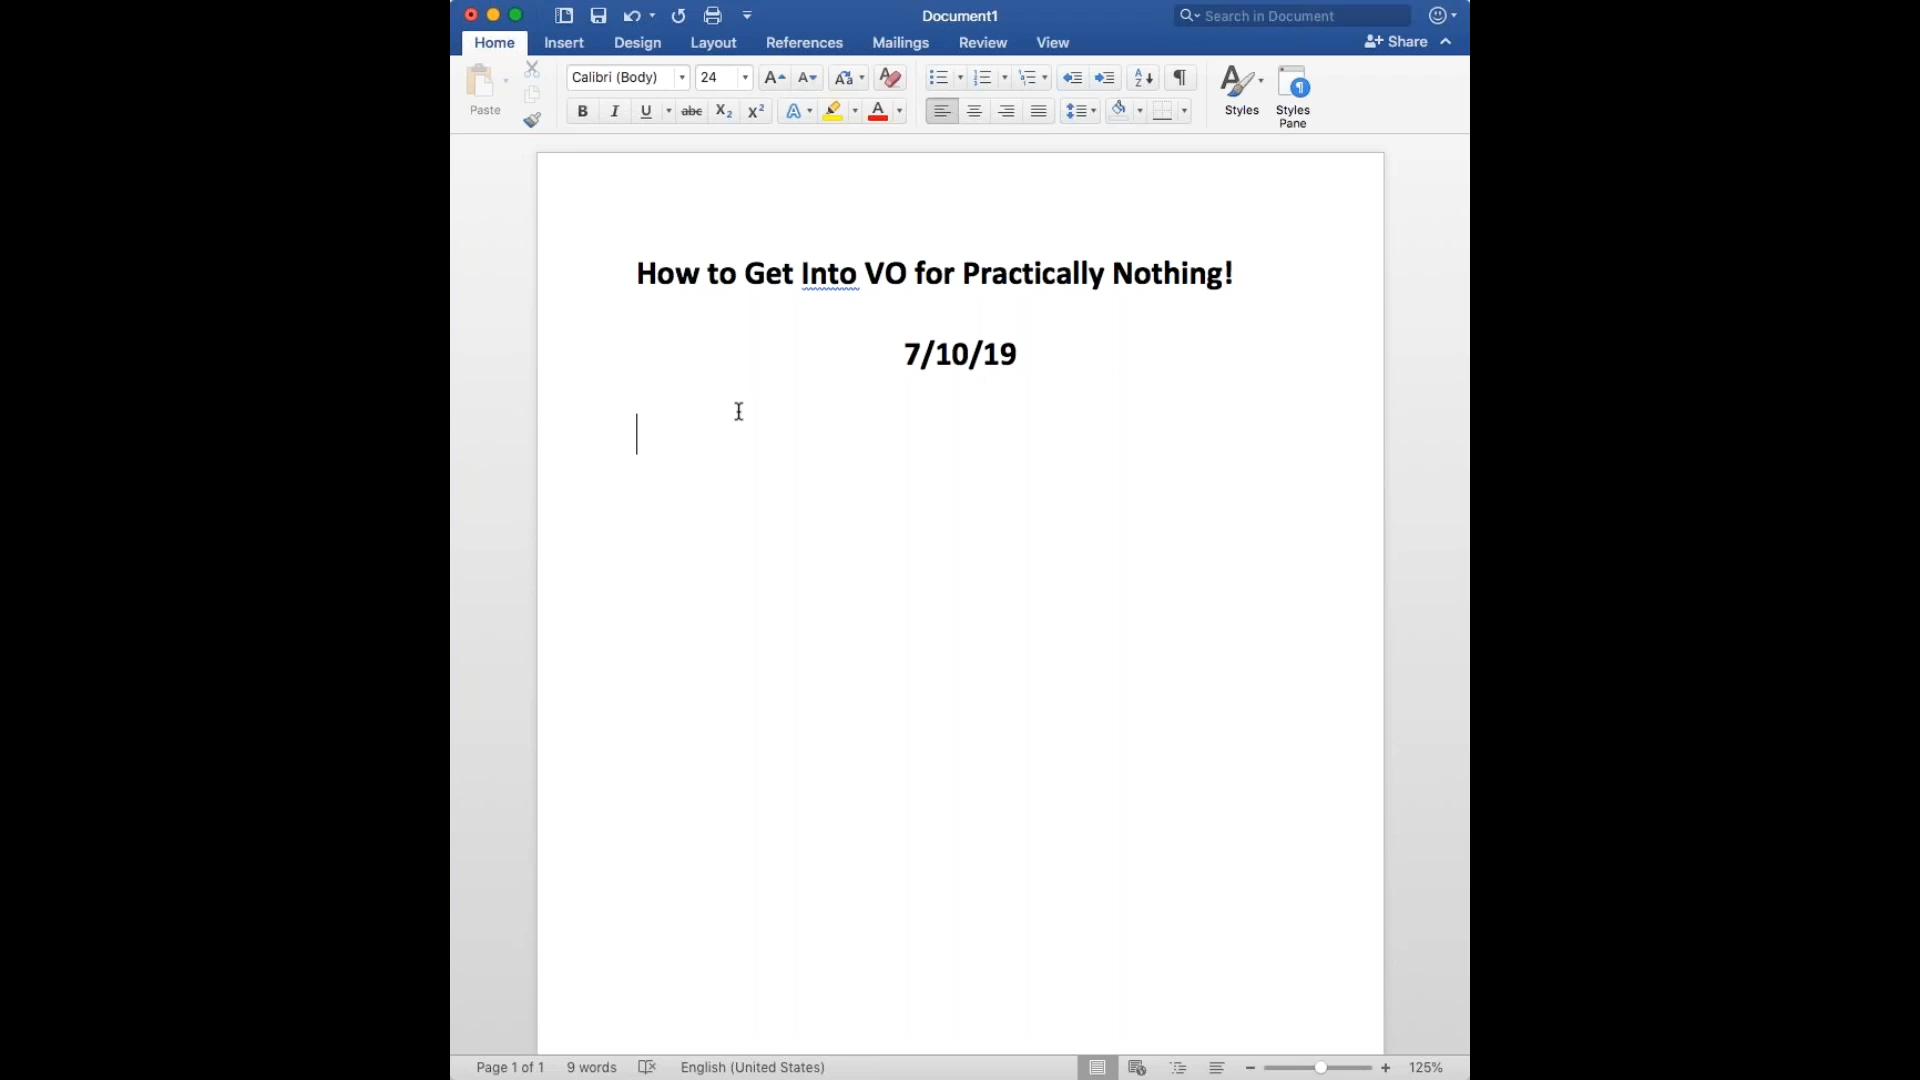 Document1
Search in Document
Home Insert Design Layout References Mailings Review View Share
Paste Calibri (Body) 24 Styles Styles Pane
How to Get Into VO for Practically Nothing!
7/10/19
Page 1 of 1 9 words English (United States) 125%